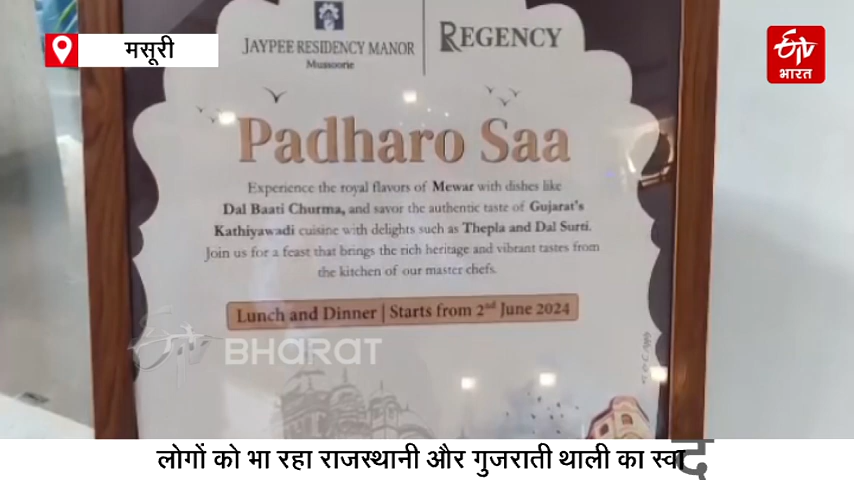 मसूरी
ETV
भारत
JAYPEE RESIDENCY MANOR
Mussoorie
REGENCY
Padharo Saa
Experience the royal flavors of Mewar with dishes like
Dal Baati Churma, and savor the authentic taste of Gujarat's
Kathiyawadi cuisine with delights such as Thepla and Dal Surti.
Join us for a feast that brings the rich heritage and vibrant tastes from
the kitchen of our master chefs.
Lunch and Dinner | Starts from 2nd June 2024
ETV BHARAT
लोगों को भा रहा राजस्थानी और गुजराती थाली का स्वाद